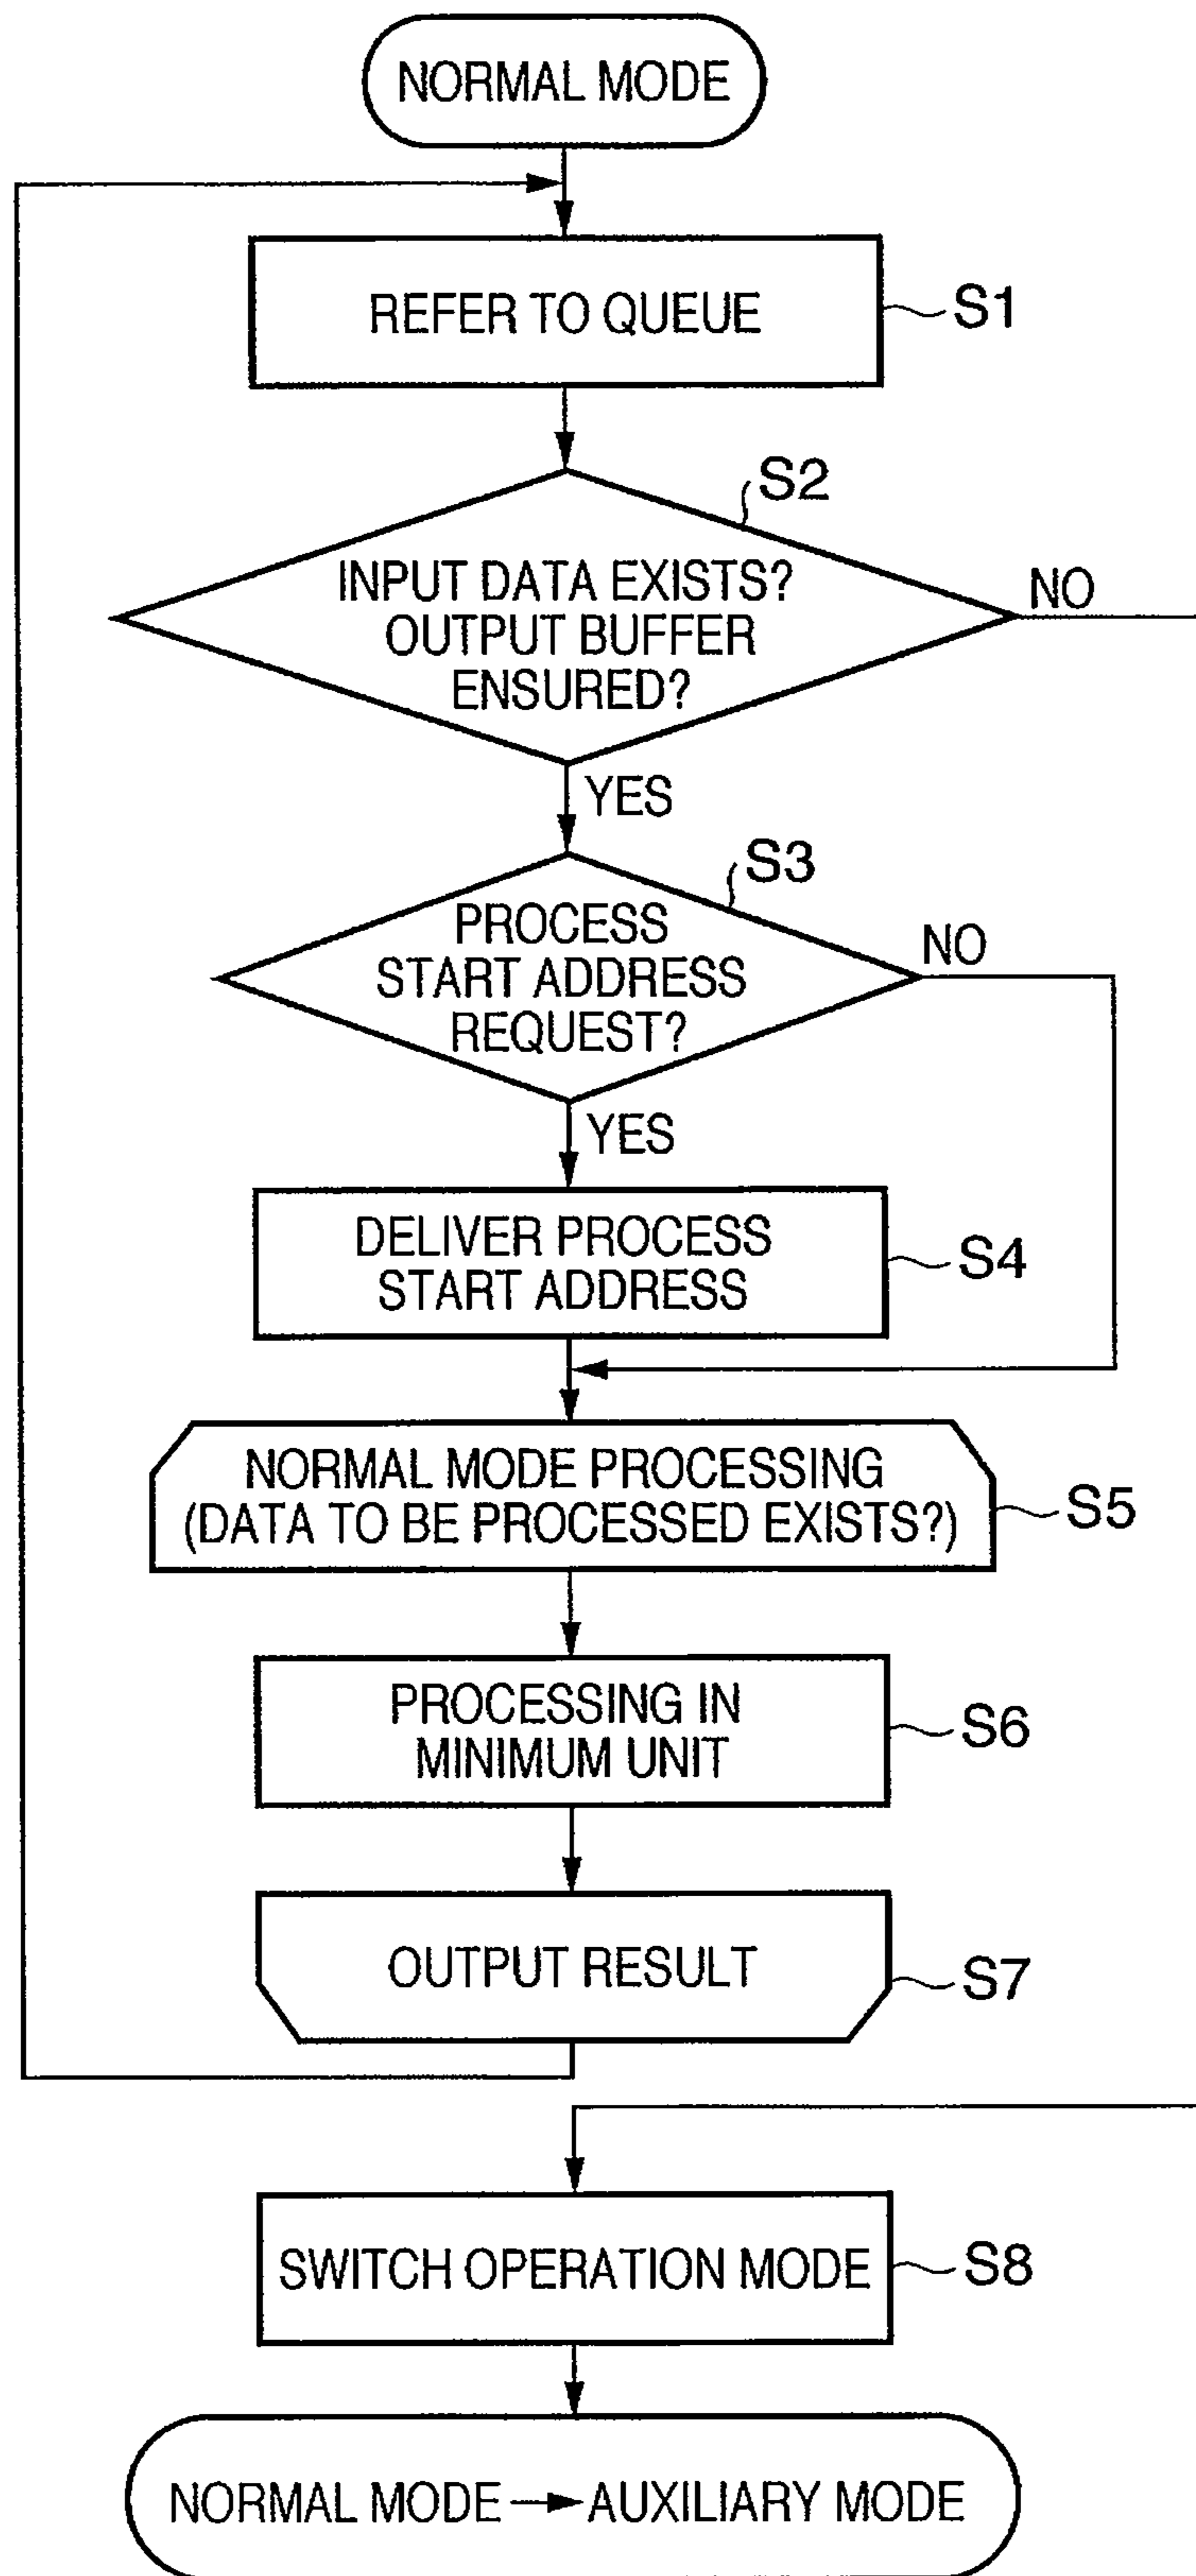 NORMAL MODE
REFER TO QUEUE
S1
S2
INPUT DATA EXISTS?
OUTPUT BUFFER
ENSURED?
NO
YES
S3
PROCESS
START ADDRESS
REQUEST?
NO
YES
DELIVER PROCESS
START ADDRESS
S4
NORMAL MODE PROCESSING
(DATA TO BE PROCESSED EXISTS?)
S5
PROCESSING IN
MINIMUM UNIT
S6
OUTPUT RESULT
S7
SWITCH OPERATION MODE
S8
NORMAL MODE → AUXILIARY MODE